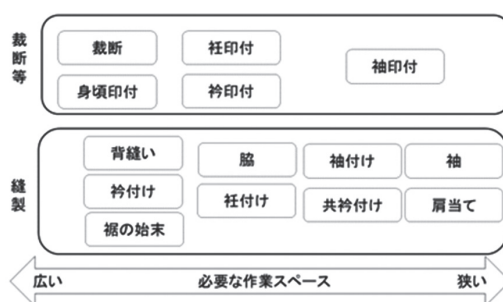 裁断等
裁断
衽印付
袖印付
身頃印付
衿印付
縫製
背縫い
脇
袖付け
袖
衿付け
衽付け
共衿付け
肩当て
裾の始末
広い
必要な作業スペース
狭い